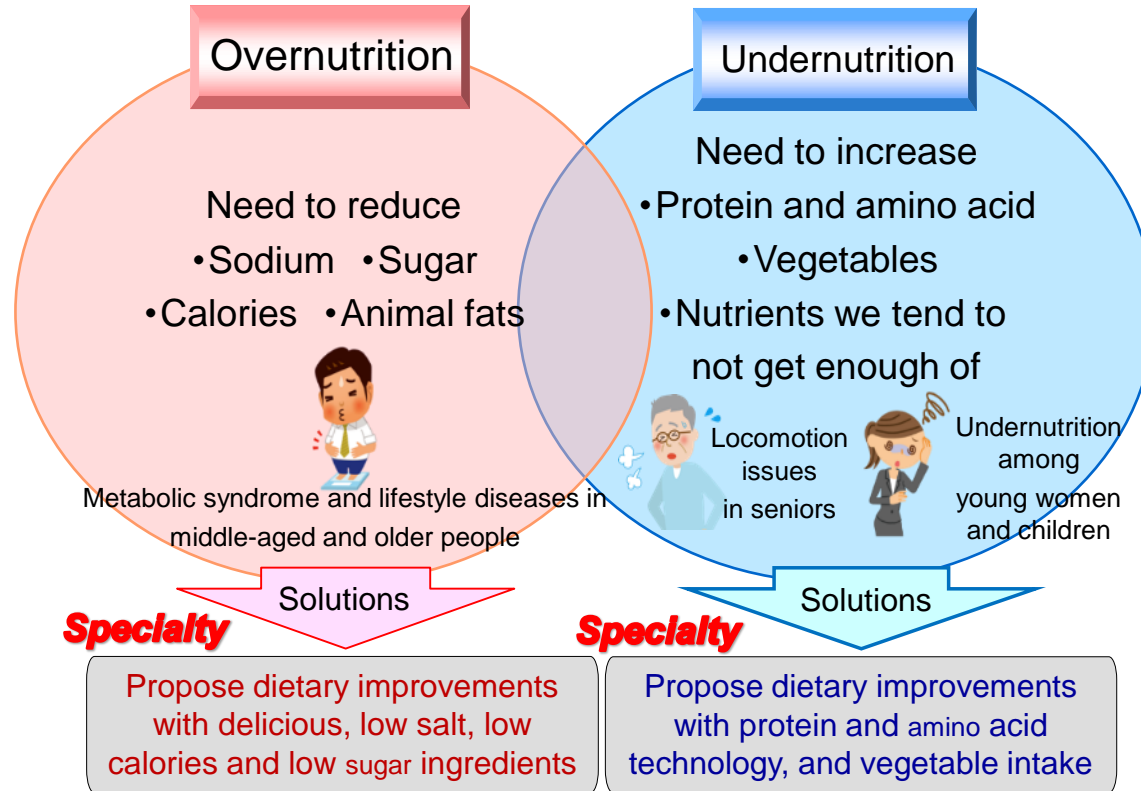 Overnutrition
Need to reduce
•Sodium •Sugar
•Calories •Animal fats
Metabolic syndrome and lifestyle diseases in
middle-aged and older people
Solutions
Specialty
Propose dietary improvements
with delicious, low salt, low
calories and low sugar ingredients
Undernutrition
Need to increase
•Protein and amino acid
•Vegetables
•Nutrients we tend to
not get enough of
Locomotion
issues
in seniors
Undernutrition
among
young women
and children
Solutions
Specialty
Propose dietary improvements
with protein and amino acid
technology, and vegetable intake